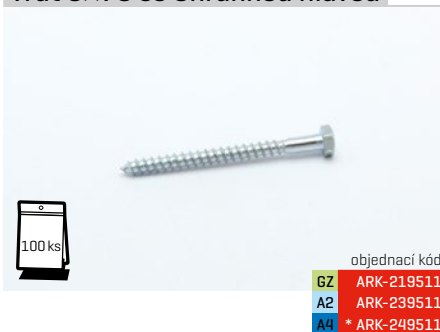 100 ks
objednací kód
GZ ARK-219511
A2 ARK-239511
A4 * ARK-249511